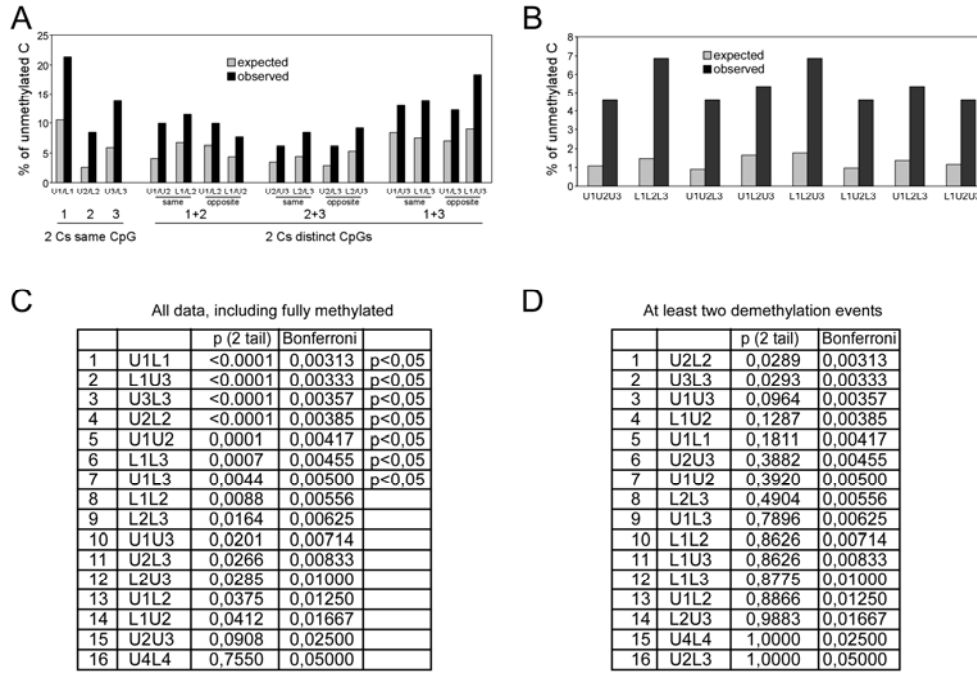 A
% of unmethylated C
25
20
15
10
5
0
expected
observed
U1/L1 U2/L2 U3/L3 U1/U2 L1/L2 U1/L2 L1/U2 U2/U3 L2/L3 U2/L3 L2/U3 U1/U3 L1/L3 U1/L3 L1/U3
same opposite same opposite same opposite
1 2 3 1+2 2+3 1+3
2 Cs same CpG 2 Cs distinct CpGs
B
% of unmethylated C
8
7
6
5
4
3
2
1
0
expected
observed
U1U2U3 L1L2L3 U1U2L3 U1L2U3 L1L2U3 L1U2L3 U1L2L3 L1U2U3
C
All data, including fully methylated
p (2 tail) Bonferroni
1 U1L1 <0.0001 0,00313 p<0,05
2 L1U3 <0.0001 0,00333 p<0,05
3 U3L3 <0.0001 0,00357 p<0,05
4 U2L2 <0.0001 0,00385 p<0,05
5 U1U2 0,0001 0,00417 p<0,05
6 L1L3 0,0007 0,00455 p<0,05
7 U1L3 0,0044 0,00500 p<0,05
8 L1L2 0,0088 0,00556
9 L2L3 0,0164 0,00625
10 U1U3 0,0201 0,00714
11 U2L3 0,0266 0,00833
12 L2U3 0,0285 0,01000
13 U1L2 0,0375 0,01250
14 L1U2 0,0412 0,01667
15 U2U3 0,0908 0,02500
16 U4L4 0,7550 0,05000
D
At least two demethylation events
p (2 tail) Bonferroni
1 U2L2 0,0289 0,00313
2 U3L3 0,0293 0,00333
3 U1U3 0,0964 0,00357
4 L1U2 0,1287 0,00385
5 U1L1 0,1811 0,00417
6 U2U3 0,3882 0,00455
7 U1U2 0,3920 0,00500
8 L2L3 0,4904 0,00556
9 U1L3 0,7896 0,00625
10 L1L2 0,8626 0,00714
11 L1U3 0,8626 0,00833
12 L1L3 0,8775 0,01000
13 U1L2 0,8866 0,01250
14 L2U3 0,9883 0,01667
15 U4L4 1,0000 0,02500
16 U2L3 1,0000 0,05000